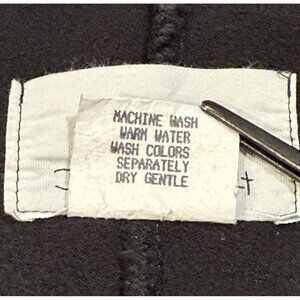 MACHINE WASH
WARM WATER
WASH COLORS
SEPARATELY
DRY GENTLE